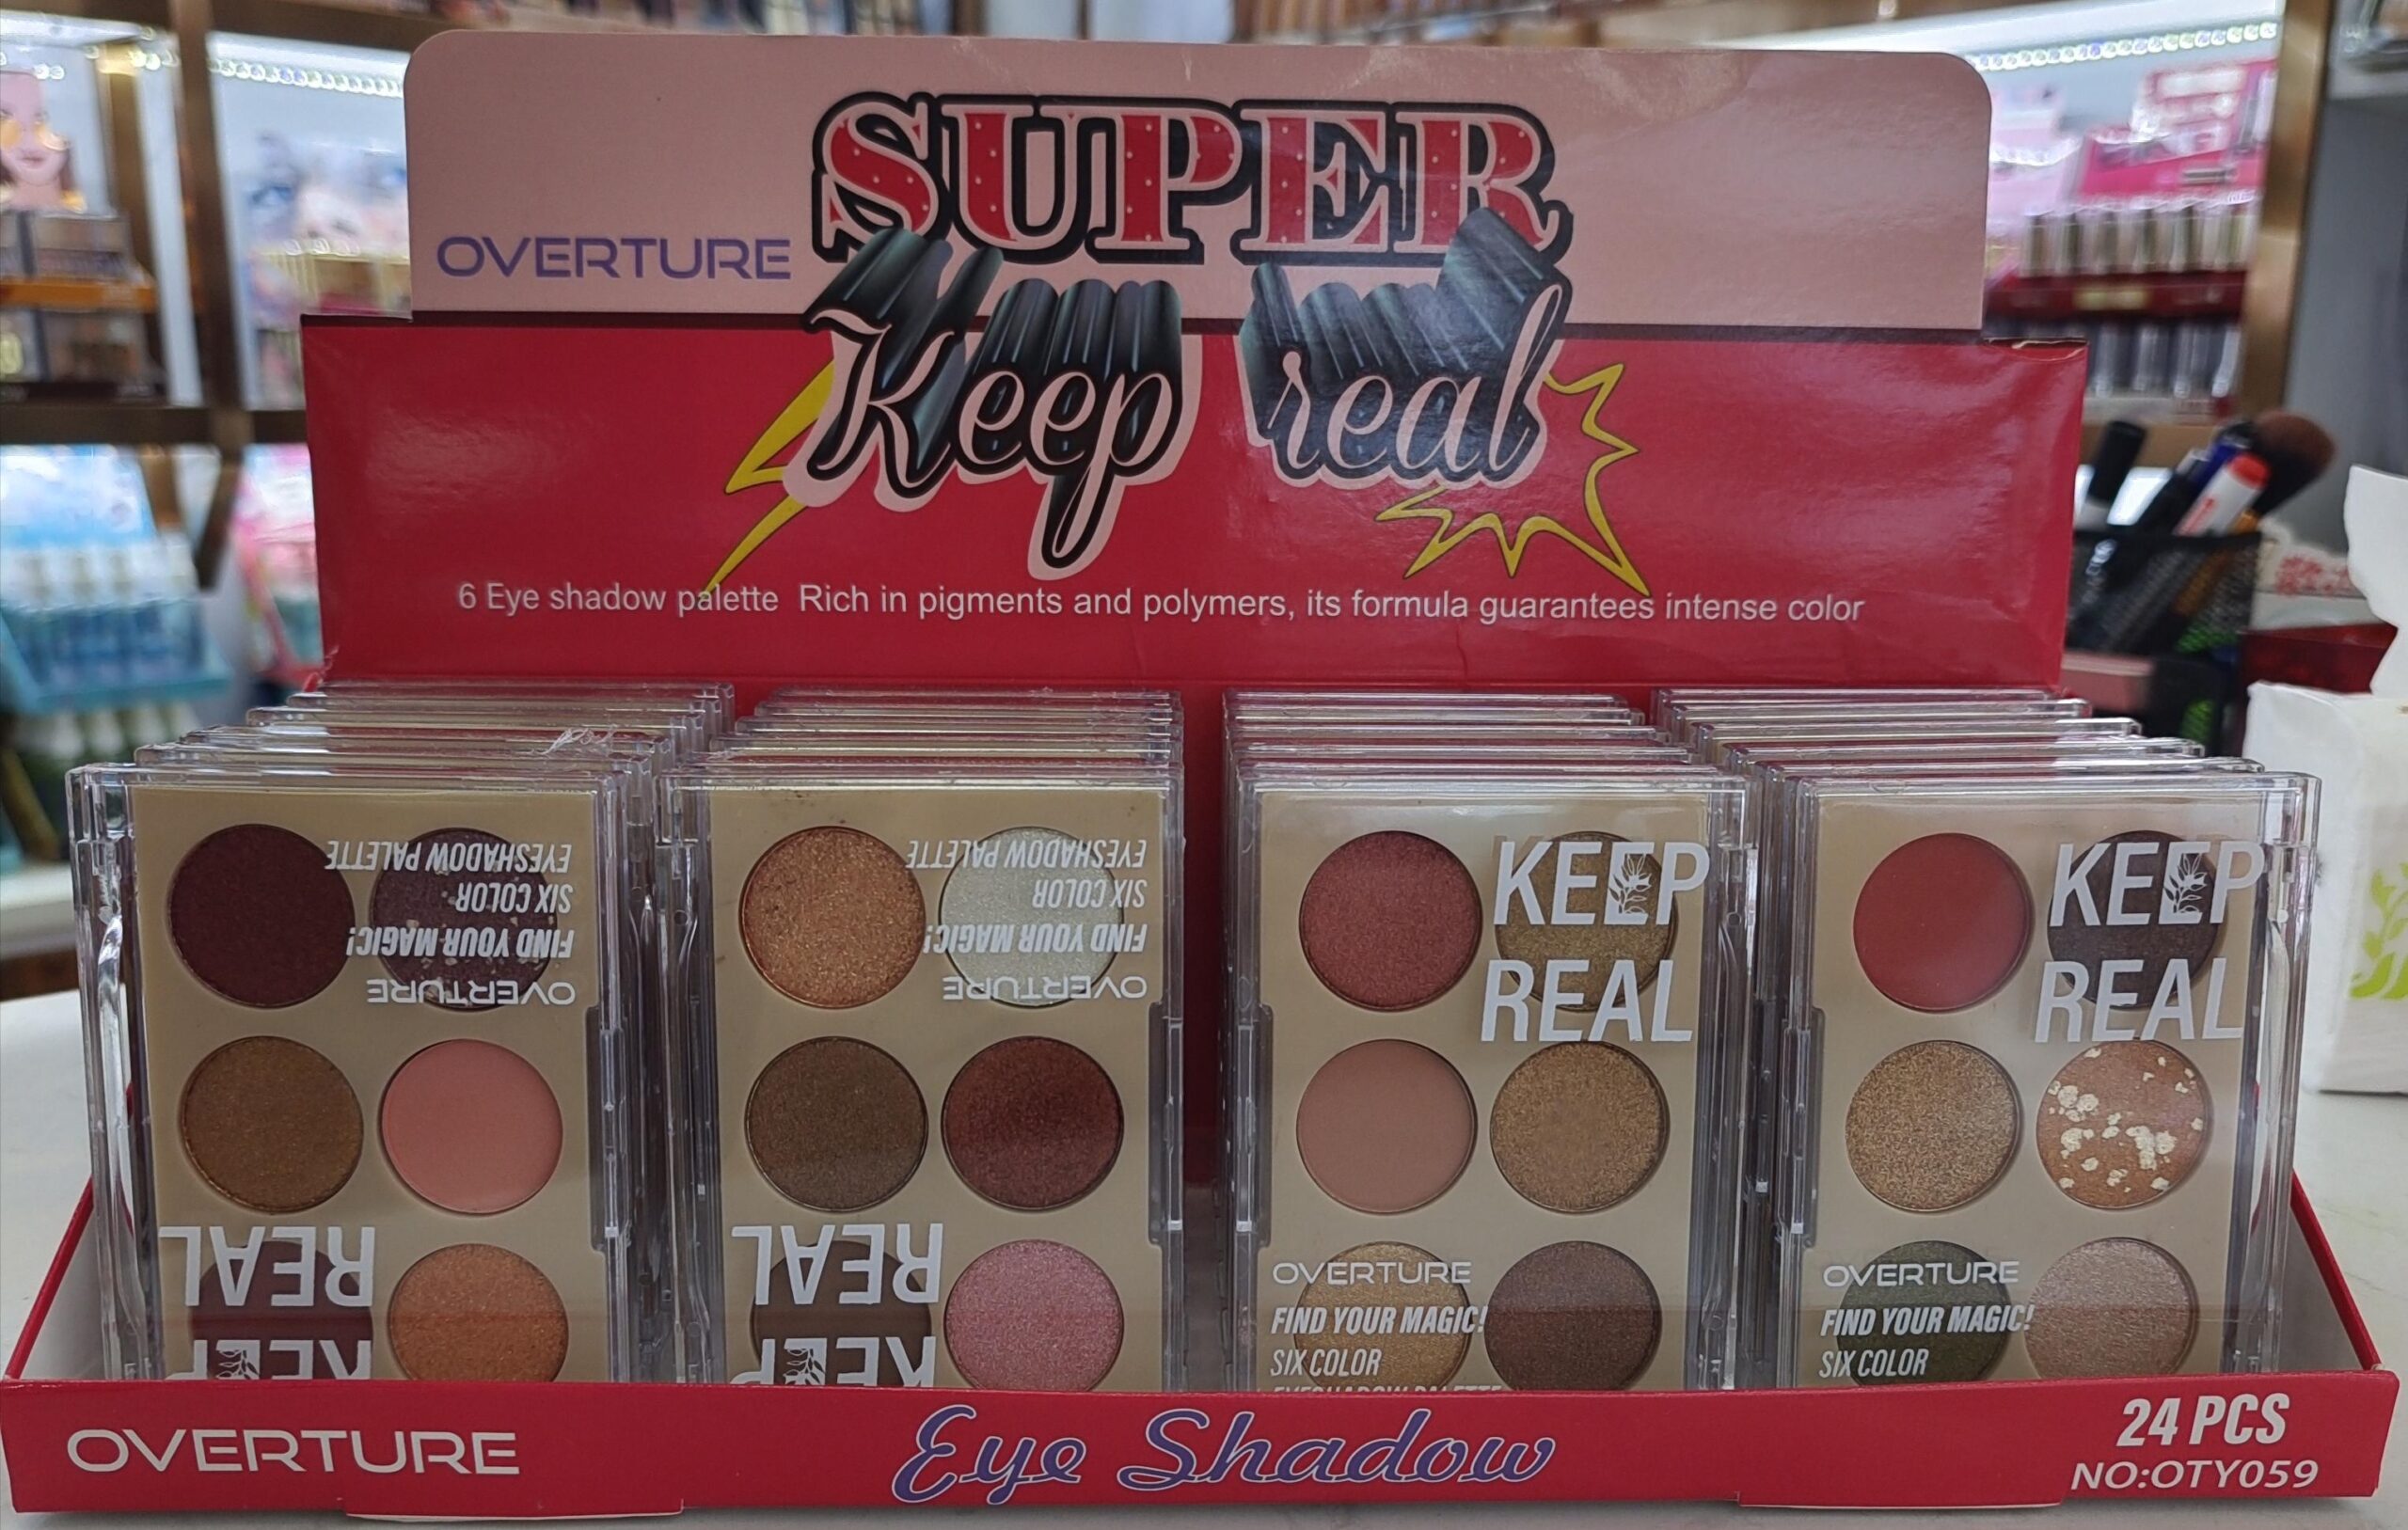 SUPER
OVERTURE
Keep real
6 Eye shadow palette Rich in pigments and polymers, its formula guarantees intense color
EYESHADOW PALETTE
SIX COLOR
FIND YOUR MAGIC!
OVERTURE
REAL
KEEP
EYESHADOW PALETTE
SIX COLOR
FIND YOUR MAGIC!
OVERTURE
REAL
KEEP
KEEP
REAL
OVERTURE
FIND YOUR MAGIC!
SIX COLOR
EYESHADOW PALETTE
KEEP
REAL
OVERTURE
FIND YOUR MAGIC!
SIX COLOR
OVERTURE
Eye Shadow
24 PCS
NO:OTY059